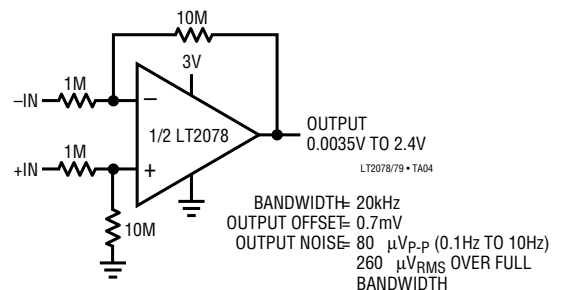 10M
3V
1M
–IN
–
1/2 LT2078
OUTPUT
0.0035V TO 2.4V
1M
+IN
+
LT2078/79 • TA04
10M
BANDWIDTH= 20kHz
OUTPUT OFFSET= 0.7mV
OUTPUT NOISE= 80 μVP-P (0.1Hz TO 10Hz)
260 μVRMS OVER FULL
BANDWIDTH